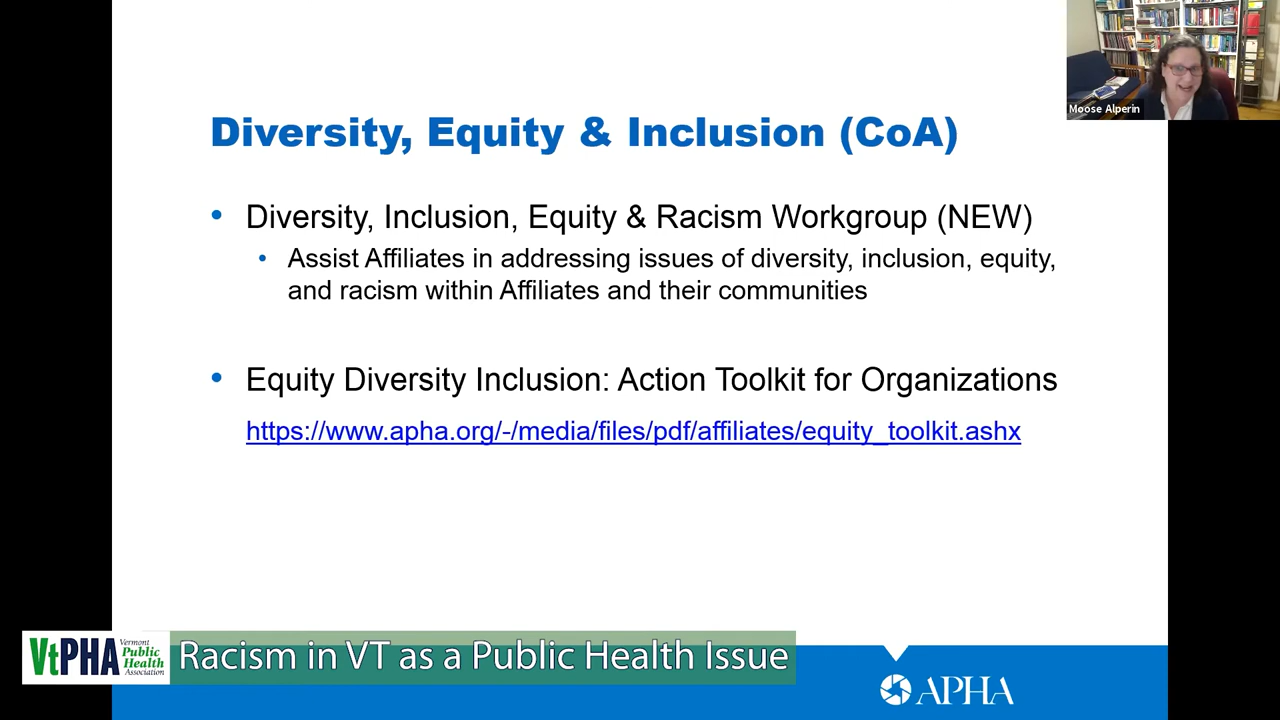 Moose Alperin
Diversity, Equity & Inclusion (CoA)
• Diversity, Inclusion, Equity & Racism Workgroup (NEW)
• Assist Affiliates in addressing issues of diversity, inclusion, equity,
and racism within Affiliates and their communities
• Equity Diversity Inclusion: Action Toolkit for Organizations
https://www.apha.org/-/media/files/pdf/affiliates/equity_toolkit.ashx
VtPHA
Vermont
Public
Health
Association
Racism in VT as a Public Health Issue
APHA